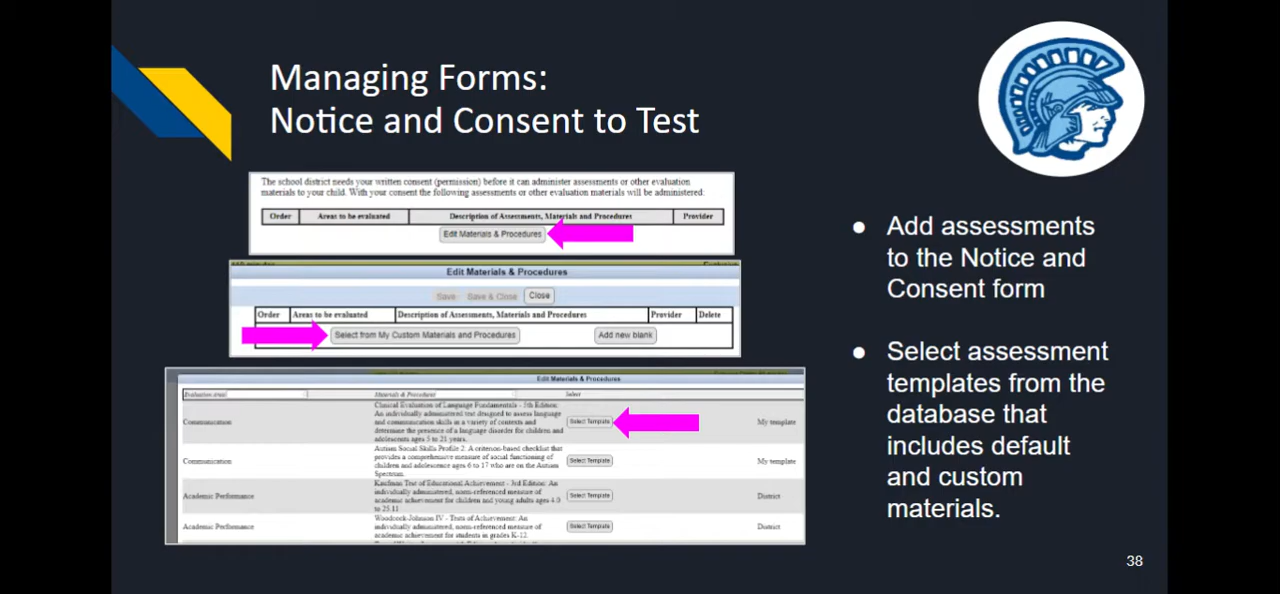 Managing Forms:
Notice and Consent to Test
The school district needs your written consent (permission) before it can administer assessments or other evaluation
materials to your child. With your consent the following assessments or other evaluation materials will be administered:
Order Areas to be evaluated Description of Assessments, Materials and Procedures Provider
Edit Materials & Procedures
Edit Materials & Procedures
Save Save & Close Close
Order Areas to be evaluated Description of Assessments, Materials and Procedures Provider Delete
Select from My Custom Materials and Procedures Add new blank
Edit Materials & Procedures
Evaluation area Materials & Procedures Select
Communication
Clinical Evaluation of Language Fundamentals - 5th Edition:
An individually administered test designed to assess language
and communication skills in a variety of contexts and
determine the presence of a language disorder for children and
adolescents ages 5 to 21 years.
Select Template
My template
Communication
Autism Social Skills Profile 2: A criterion-based checklist that
provides a comprehensive measure of social functioning of
children and adolescence ages 6 to 17 who are on the Autism
Spectrum.
Select Template
My template
Academic Performance
Kaufman Test of Educational Achievement - 3rd Edition: An
individually administered, norm-referenced measure of
academic achievement for children and young adults ages 4.0
to 25.11
Select Template
District
Academic Performance
Woodcock-Johnson IV - Tests of Achievement: An
individually administered, norm-referenced measure of
academic achievement for students in grades K-12.
Select Template
District
● Add assessments
to the Notice and
Consent form
● Select assessment
templates from the
database that
includes default
and custom
materials.
38